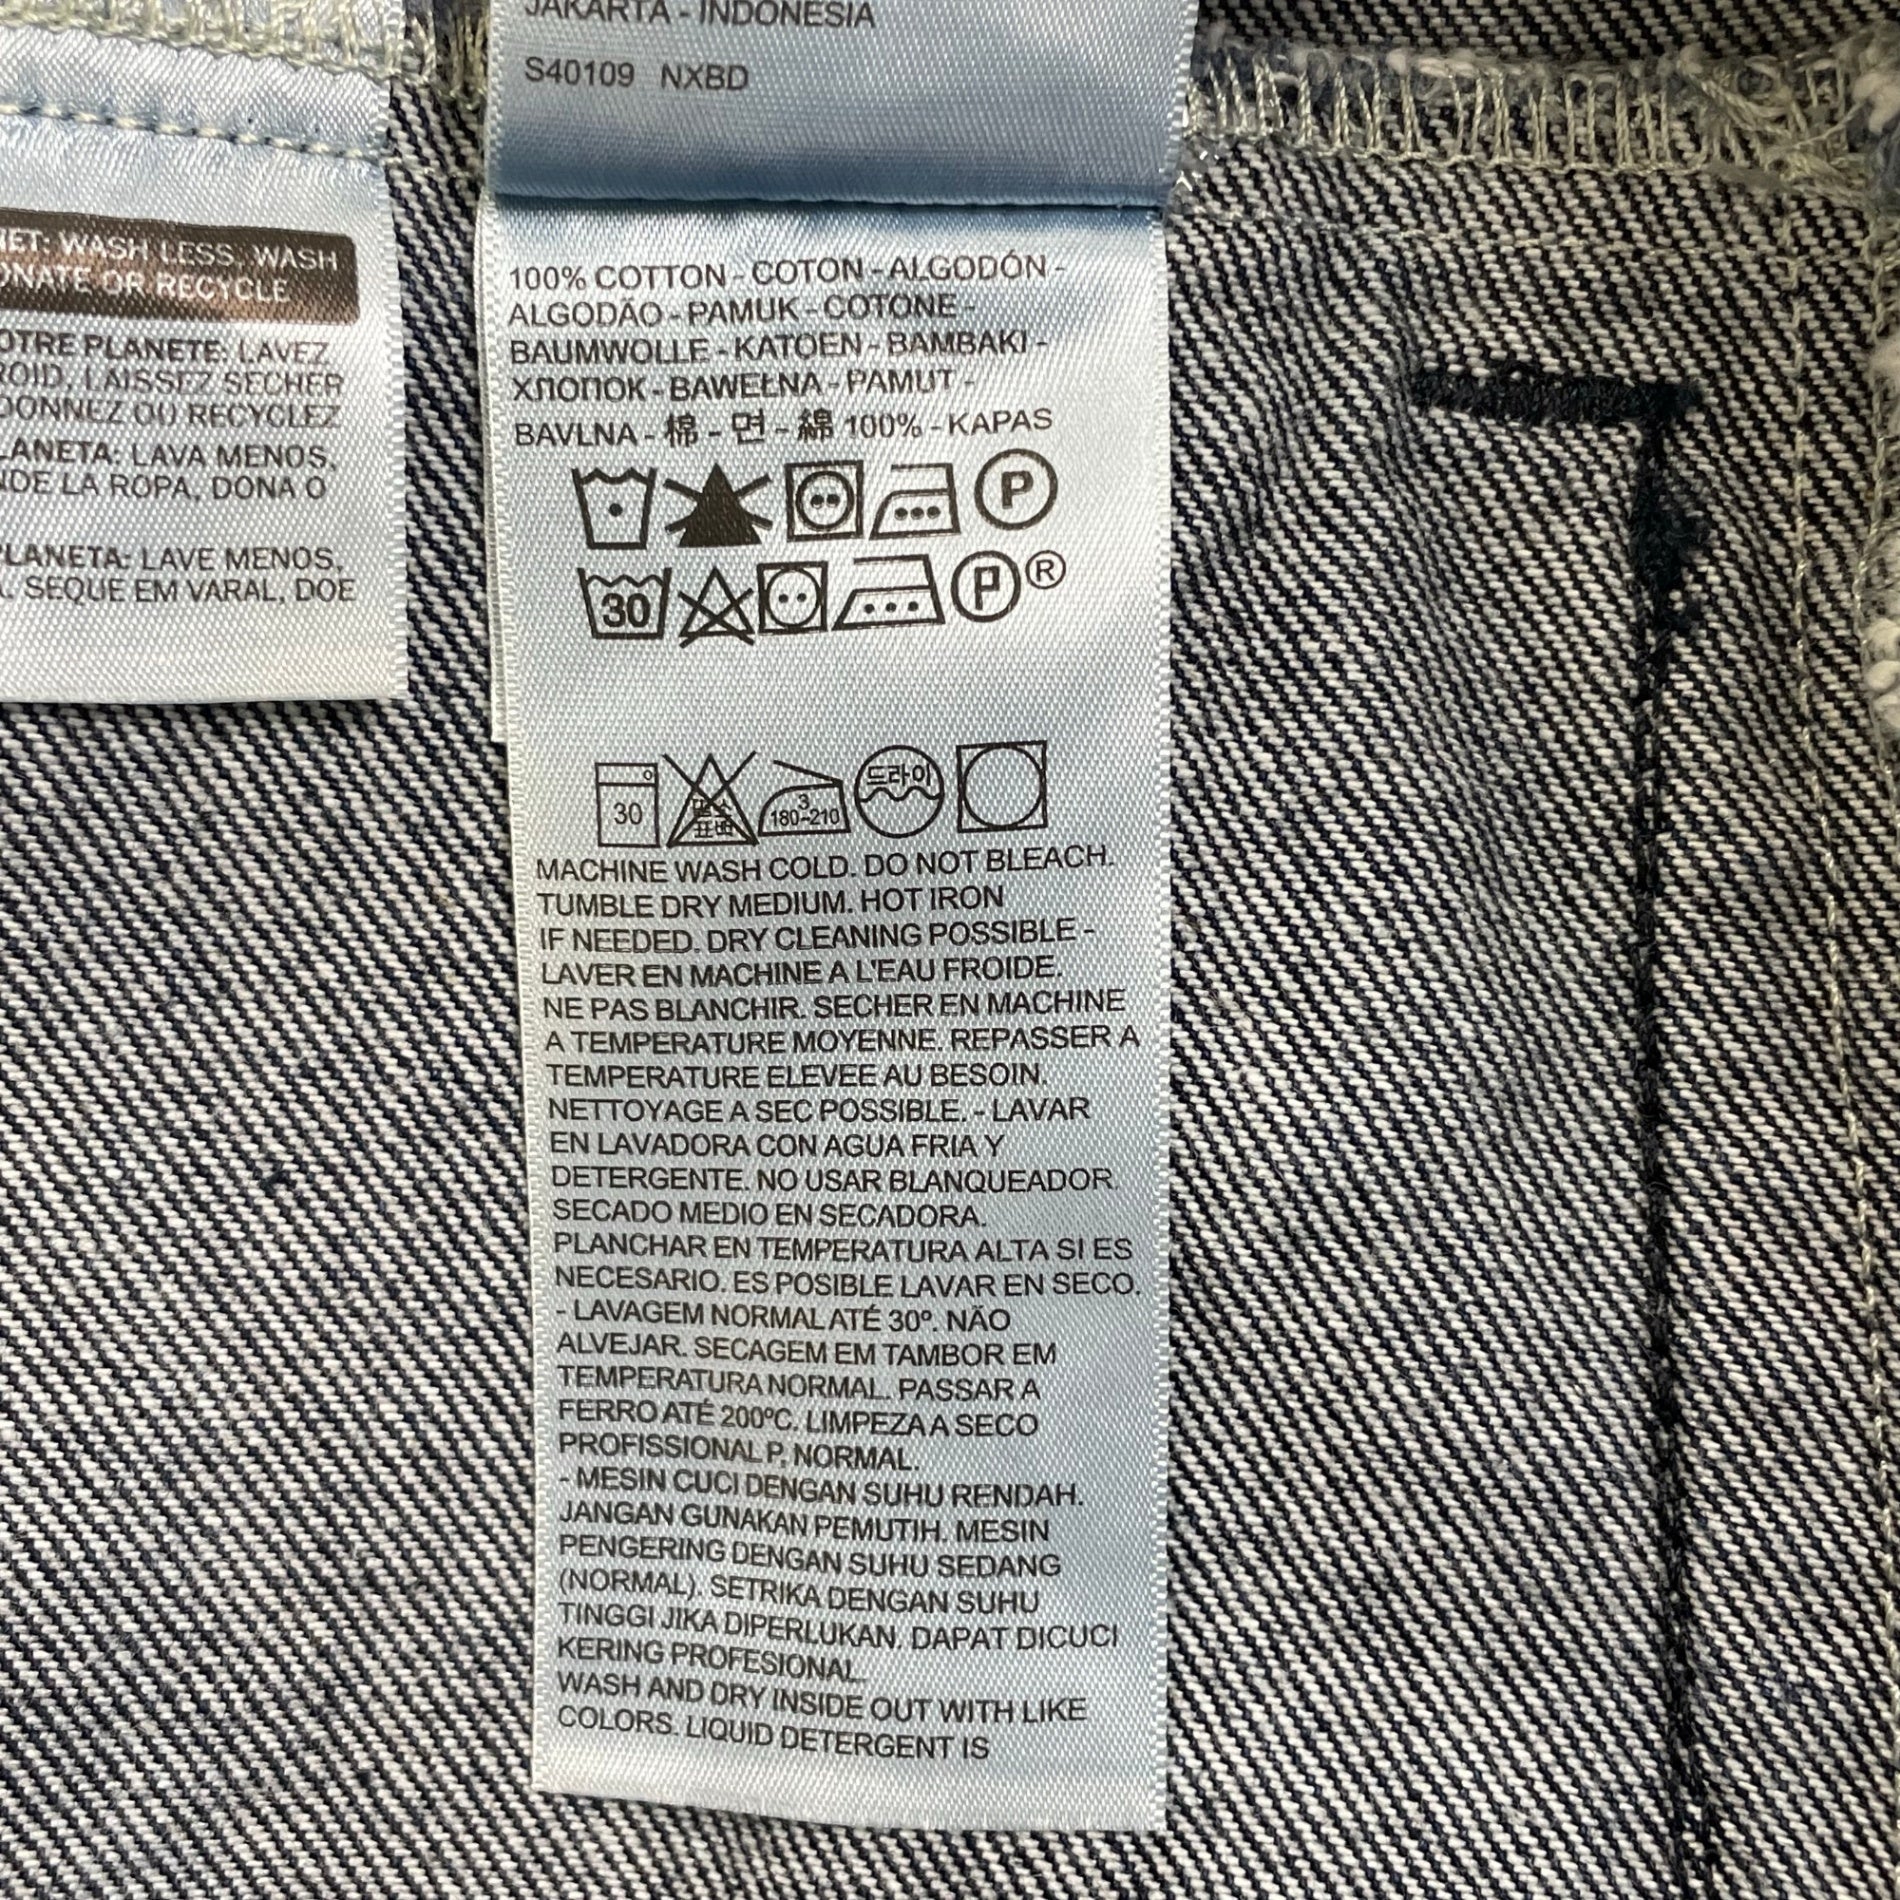 NET: WASH LESS, WASH
DONATE OR RECYCLE
OTRE PLANETE: LAVEZ
ROID, LAISSEZ SECHER
DONNEZ OU RECYCLEZ
LANETA: LAVA MENOS,
NDE LA ROPA, DONA O
PLANETA: LAVE MENOS,
SEQUE EM VARAL, DOE
JAKARTA - INDONESIA
S40109 NXBD
100% COTTON - COTON - ALGODÓN -
ALGODÃO - PAMUK - COTONE -
BAUMWOLLE - KATOEN - BAMBAKI -
ХЛОПОК - BAWEŁNA - PAMUT -
BAVLNA - 棉 - 면 - 綿 100% - KAPAS
P
30
P ®
30
3
180~210
드라이
MACHINE WASH COLD. DO NOT BLEACH.
TUMBLE DRY MEDIUM. HOT IRON
IF NEEDED. DRY CLEANING POSSIBLE -
LAVER EN MACHINE A L'EAU FROIDE.
NE PAS BLANCHIR. SECHER EN MACHINE
A TEMPERATURE MOYENNE. REPASSER A
TEMPERATURE ELEVEE AU BESOIN.
NETTOYAGE A SEC POSSIBLE. - LAVAR
EN LAVADORA CON AGUA FRIA Y
DETERGENTE. NO USAR BLANQUEADOR.
SECADO MEDIO EN SECADORA.
PLANCHAR EN TEMPERATURA ALTA SI ES
NECESARIO. ES POSIBLE LAVAR EN SECO.
- LAVAGEM NORMAL ATÉ 30º. NÃO
ALVEJAR. SECAGEM EM TAMBOR EM
TEMPERATURA NORMAL. PASSAR A
FERRO ATÉ 200ºC. LIMPEZA A SECO
PROFISSIONAL P, NORMAL.
- MESIN CUCI DENGAN SUHU RENDAH.
JANGAN GUNAKAN PEMUTIH. MESIN
PENGERING DENGAN SUHU SEDANG
(NORMAL). SETRIKA DENGAN SUHU
TINGGI JIKA DIPERLUKAN. DAPAT DICUCI
KERING PROFESIONAL.
WASH AND DRY INSIDE OUT WITH LIKE
COLORS. LIQUID DETERGENT IS